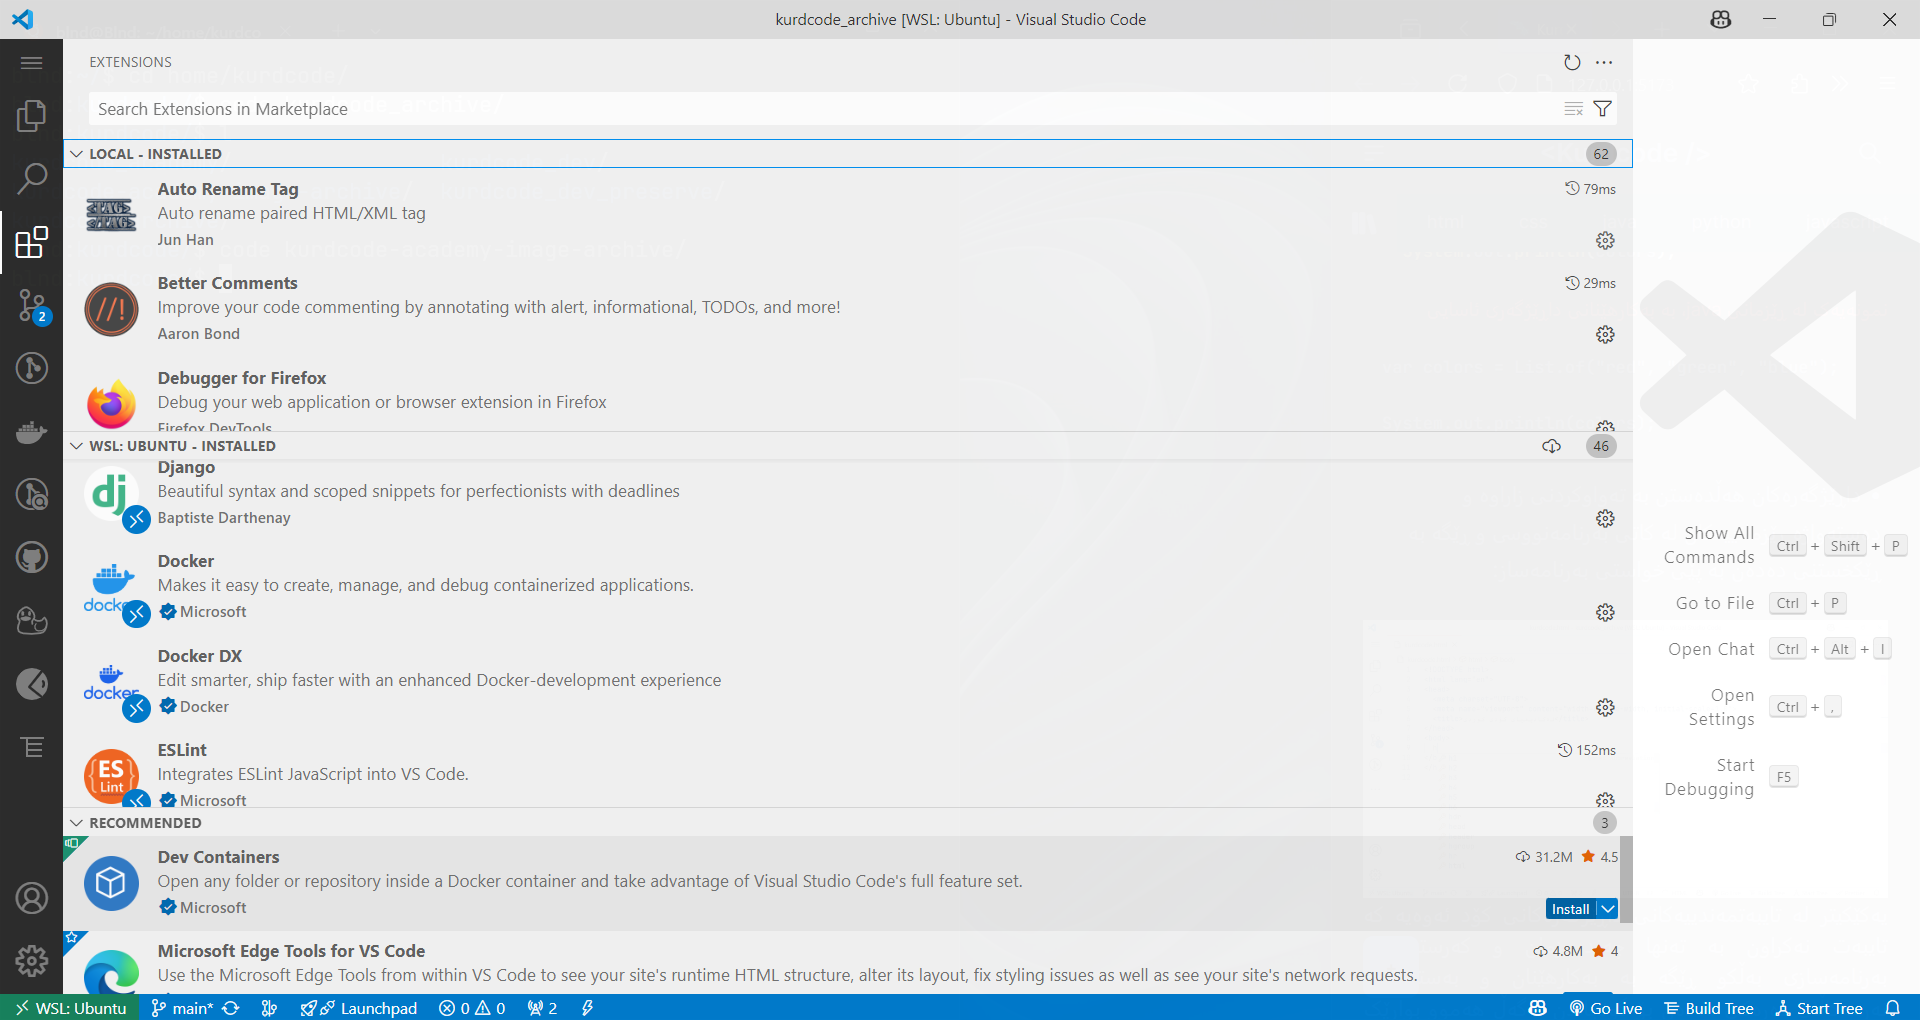 kurdcode_archive [WSL: Ubuntu] - Visual Studio Code
EXTENSIONS
Search Extensions in Marketplace
LOCAL - INSTALLED
62
Auto Rename Tag
79ms
Auto rename paired HTML/XML tag
Jun Han
Better Comments
29ms
Improve your code commenting by annotating with alert, informational, TODOs, and more!
Aaron Bond
Debugger for Firefox
Debug your web application or browser extension in Firefox
Firefox DevTools
WSL: UBUNTU - INSTALLED
46
Django
Beautiful syntax and scoped snippets for perfectionists with deadlines
Baptiste Darthenay
Docker
Makes it easy to create, manage, and debug containerized applications.
Microsoft
Docker DX
Edit smarter, ship faster with an enhanced Docker-development experience
Docker
ESLint
152ms
Integrates ESLint JavaScript into VS Code.
Microsoft
RECOMMENDED
3
Dev Containers
31.2M 4.5
Open any folder or repository inside a Docker container and take advantage of Visual Studio Code's full feature set.
Microsoft
Install
Microsoft Edge Tools for VS Code
4.8M 4
Use the Microsoft Edge Tools from within VS Code to see your site's runtime HTML structure, alter its layout, fix styling issues as well as see your site's network requests.
Show All Commands Ctrl + Shift + P
Go to File Ctrl + P
Open Chat Ctrl + Alt + I
Open Settings Ctrl + ,
Start Debugging F5
2
WSL: Ubuntu main* Launchpad 0 0 2 Go Live Build Tree Start Tree